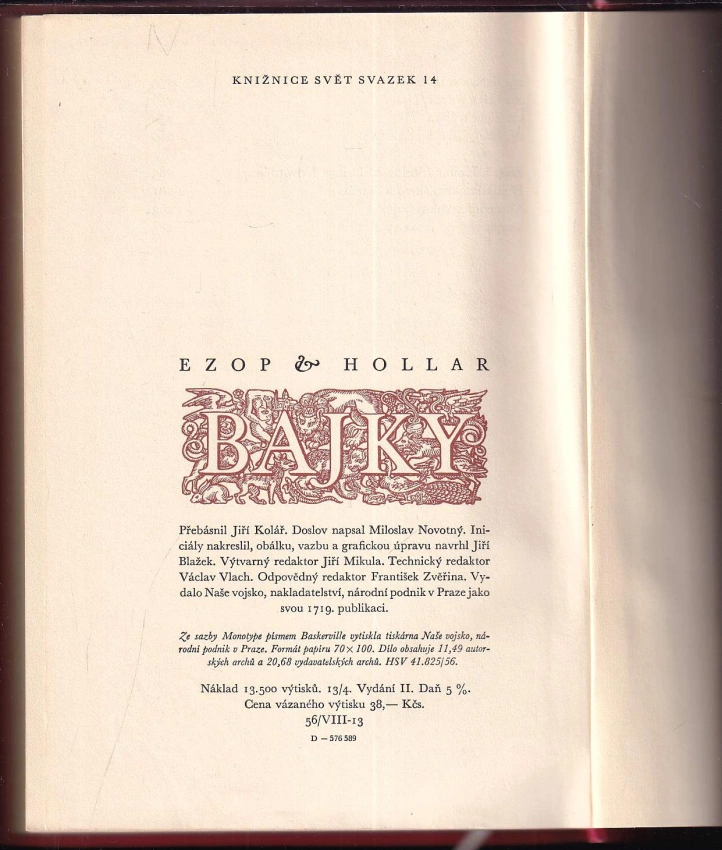 KNIŽNICE SVĚT SVAZEK 14
EZOP & HOLLAR
BAJKY
Přebásnil Jiří Kolář. Doslov napsal Miloslav Novotný. Ini-
ciály nakreslil, obálku, vazbu a grafickou úpravu navrhl Jiří
Blažek. Výtvarný redaktor Jiří Mikula. Technický redaktor
Václav Vlach. Odpovědný redaktor František Zvěřina. Vy-
dalo Naše vojsko, nakladatelství, národní podnik v Praze jako
svou 1719. publikaci.
Ze sazby Monotype písmem Baskerville vytiskla tiskárna Naše vojsko, ná-
rodní podnik v Praze. Formát papíru 70×100. Dílo obsahuje 11,49 autor-
ských archů a 20,68 vydavatelských archů. HSV 41.825/56.
Náklad 13.500 výtisků. 13/4. Vydání II. Daň 5 %.
Cena vázaného výtisku 38,— Kčs.
56/VIII-13
D — 576589